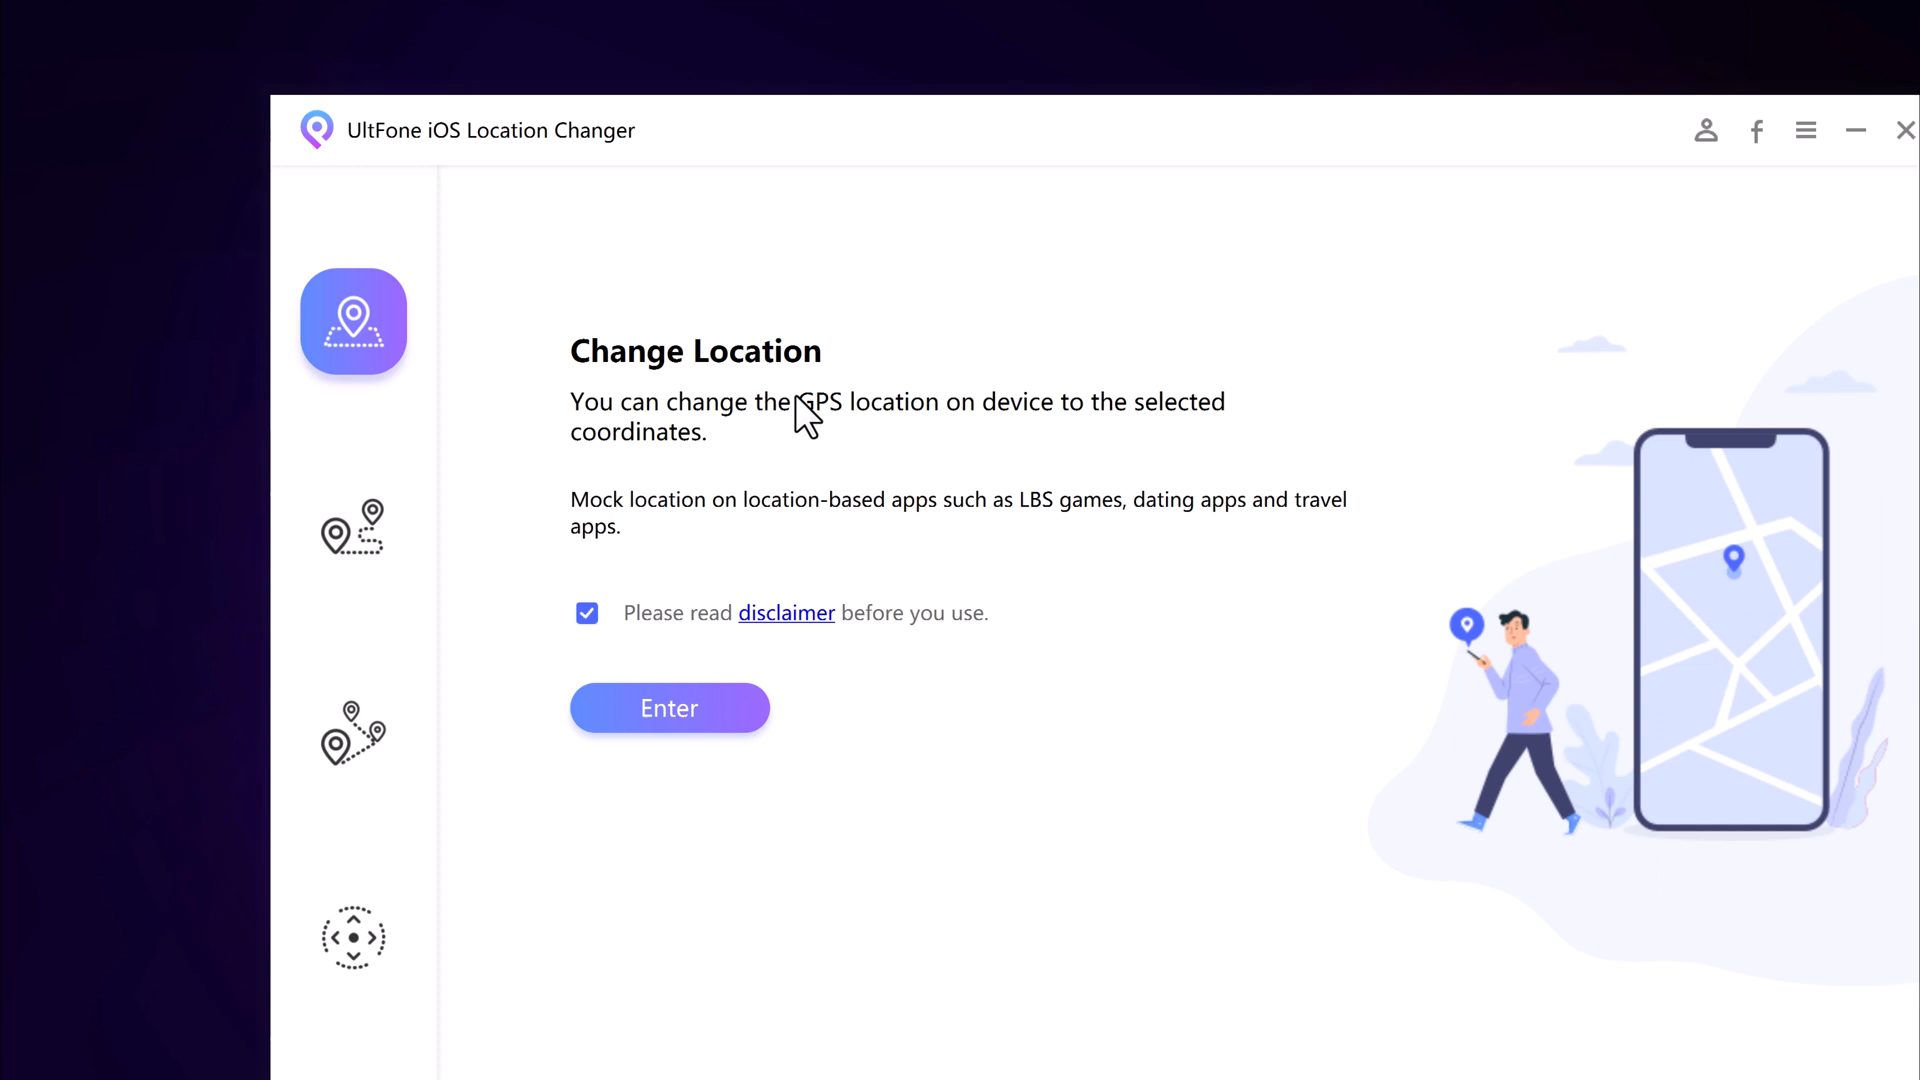 UltFone iOS Location Changer
Change Location
You can change the GPS location on device to the selected
coordinates.
Mock location on location-based apps such as LBS games, dating apps and travel
apps.
Please read disclaimer before you use.
Enter